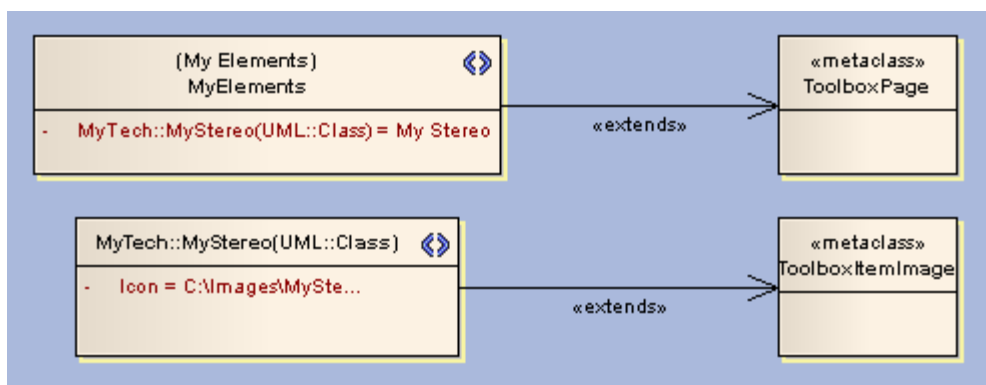 (My Elements)
MyElements
- MyTech::MyStereo(UML::Class) = My Stereo
«extends»
«metaclass»
ToolboxPage
MyTech::MyStereo(UML::Class)
- Icon = C:\Images\MySte...
«extends»
«metaclass»
ToolboxItemImage